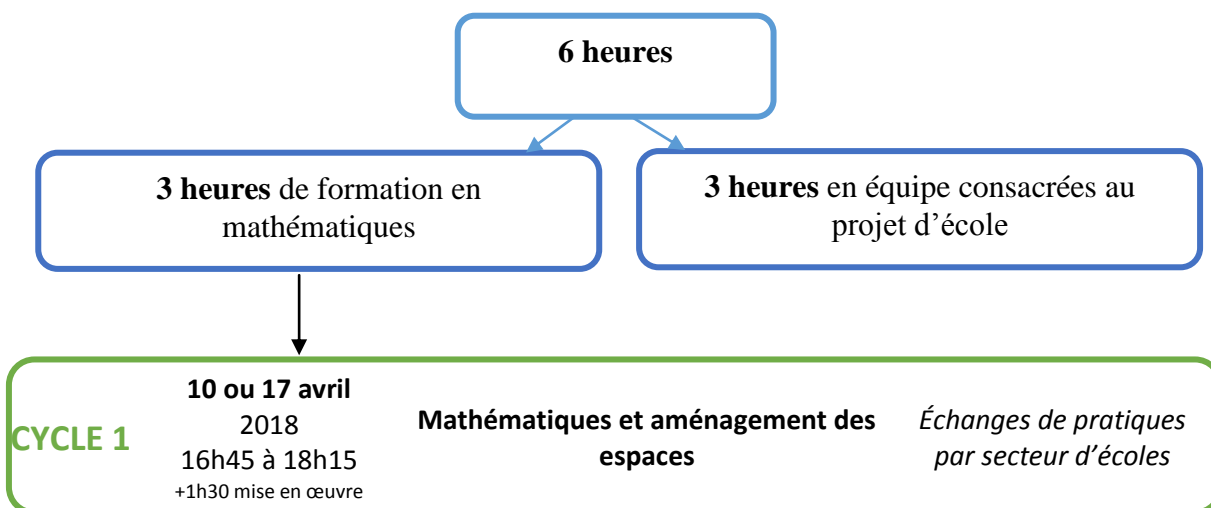 6 heures
3 heures de formation en
mathématiques
3 heures en équipe consacrées au
projet d’école
CYCLE 1
10 ou 17 avril
2018
16h45 à 18h15
+1h30 mise en œuvre
Mathématiques et aménagement des
espaces
Échanges de pratiques
par secteur d’écoles